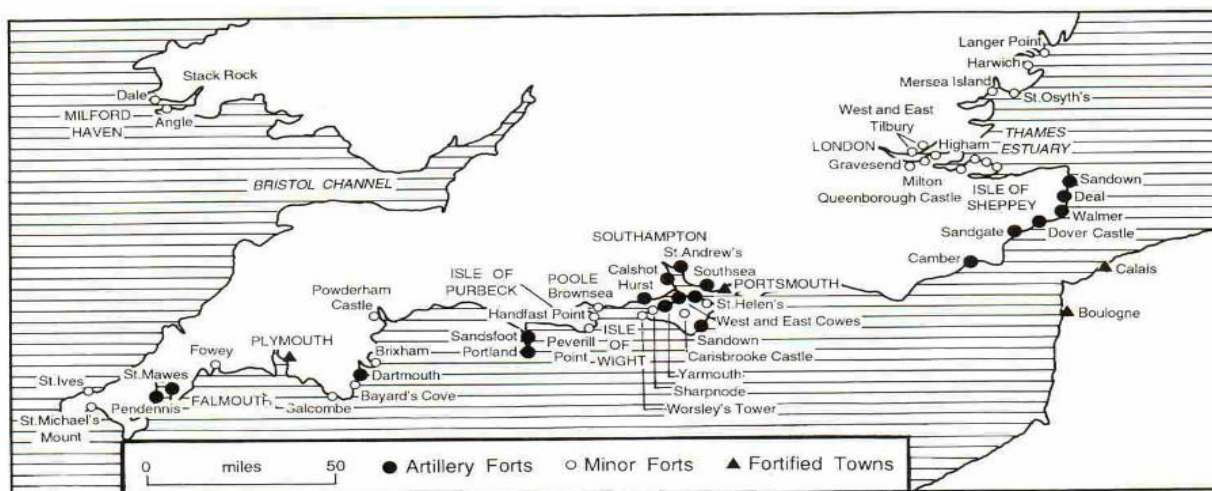 Langer Point
Harwich
Mersea Island
St.Osyth's
West and East
Tilbury
THAMES
ESTUARY
LONDON
Higham
Gravesend
Milton
Queenborough Castle
ISLE OF
SHEPPEY
Sandown
Deal
Walmer
Dover Castle
Sandgate
Camber
Calais
Boulogne
Stack Rock
Dale
MILFORD
HAVEN
Angle
BRISTOL CHANNEL
SOUTHAMPTON
St.Andrew's
Calshot
Southsea
Hurst
PORTSMOUTH
ISLE OF
PURBECK
POOLE
Brownsea
St.Helen's
Handfast Point
West and East Cowes
Powderham
Castle
Sandsfoot
Portland
Peverill
Point
ISLE
OF
WIGHT
Sandown
Carisbrooke Castle
Yarmouth
Sharpnode
Worsley's Tower
PLYMOUTH
Fowey
Brixham
Dartmouth
Bayard's Cove
Salcombe
St.Ives
St.Mawes
Pendennis
FALMOUTH
St.Michael's
Mount
0 miles 50
Artillery Forts
Minor Forts
Fortified Towns